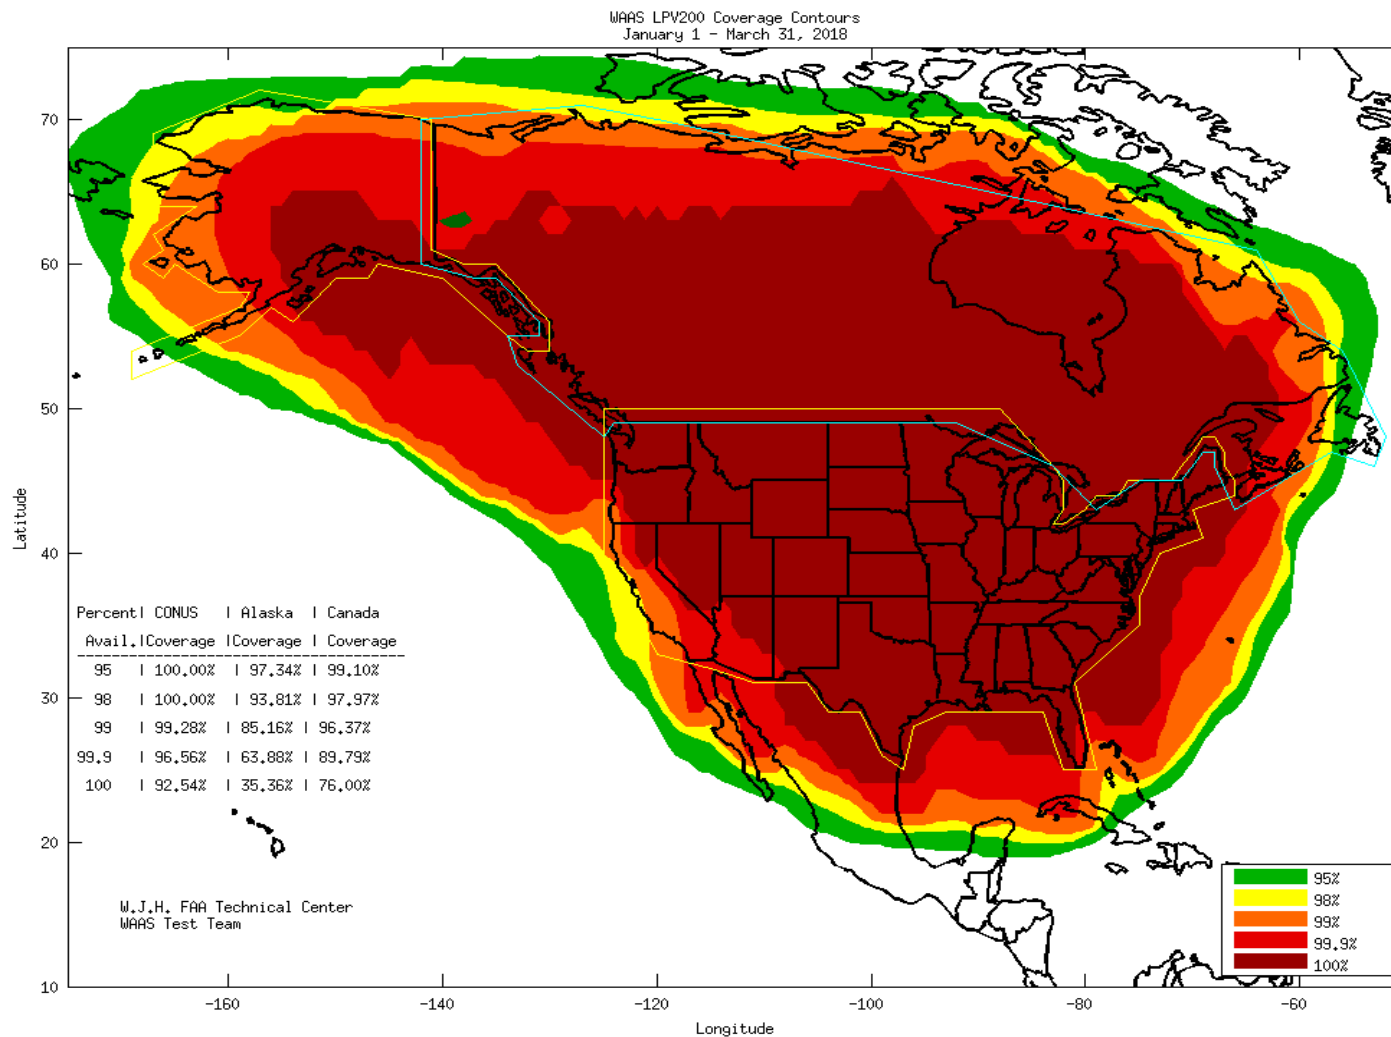 WAAS LPV200 Coverage Contours
January 1 - March 31, 2018
70
60
50
40
30
20
10
Latitude
Percent| CONUS | Alaska | Canada
Avail.|Coverage |Coverage | Coverage
95 | 100.00% | 97.34% | 99.10%
98 | 100.00% | 93.81% | 97.97%
99 | 99.28% | 85.16% | 96.37%
99.9 | 96.56% | 63.88% | 89.79%
100 | 92.54% | 35.36% | 76.00%
W.J.H. FAA Technical Center
WAAS Test Team
95%
98%
99%
99.9%
100%
-160 -140 -120 -100 -80 -60
Longitude